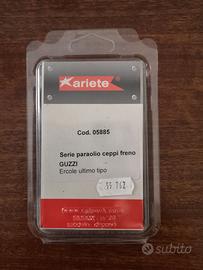 ariete
Cod. 05885
Serie paraolio ceppi freno
GUZZI
Ercole ultimo tipo
subito